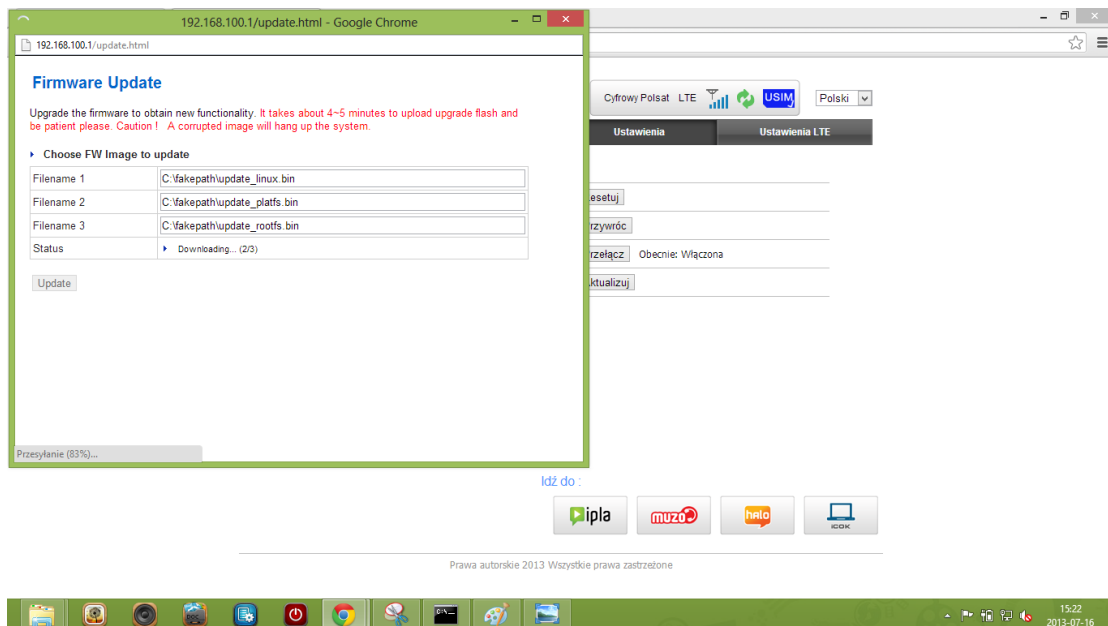 192.168.100.1/update.html - Google Chrome
192.168.100.1/update.html
Firmware Update
Upgrade the firmware to obtain new functionality. It takes about 4~5 minutes to upload upgrade flash and
be patient please. Caution ! A corrupted image will hang up the system.
Choose FW Image to update
Filename 1 C:\fakepath\update_linux.bin
Filename 2 C:\fakepath\update_platfs.bin
Filename 3 C:\fakepath\update_rootfs.bin
Status Downloading... (2/3)
Update
Przesyłanie (83%)...
Cyfrowy Polsat LTE USIM Polski
Ustawienia Ustawienia LTE
esetuj
rzywróc
rzełącz Obecnie: Włączona
ktualizuj
Idź do :
ipla muzo halo ICOK
Prawa autorskie 2013 Wszystkie prawa zastrzeżone
15:22
2013-07-16